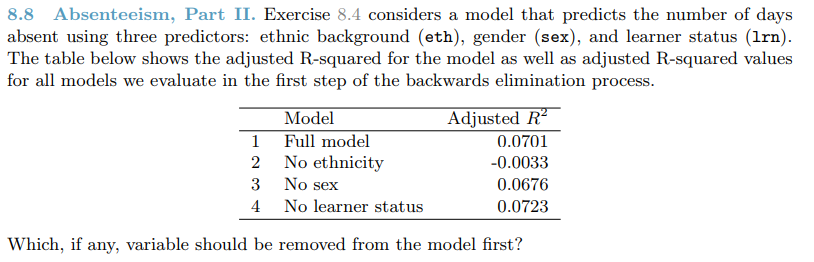 8.8 Absenteeism, Part II. Exercise 8.4 considers a model that predicts the number of days
absent using three predictors: ethnic background (eth), gender (sex), and learner status (lrn).
The table below shows the adjusted R-squared for the model as well as adjusted R-squared values
for all models we evaluate in the first step of the backwards elimination process.
Model Adjusted R²
1 Full model 0.0701
2 No ethnicity -0.0033
3 No sex 0.0676
4 No learner status 0.0723
Which, if any, variable should be removed from the model first?